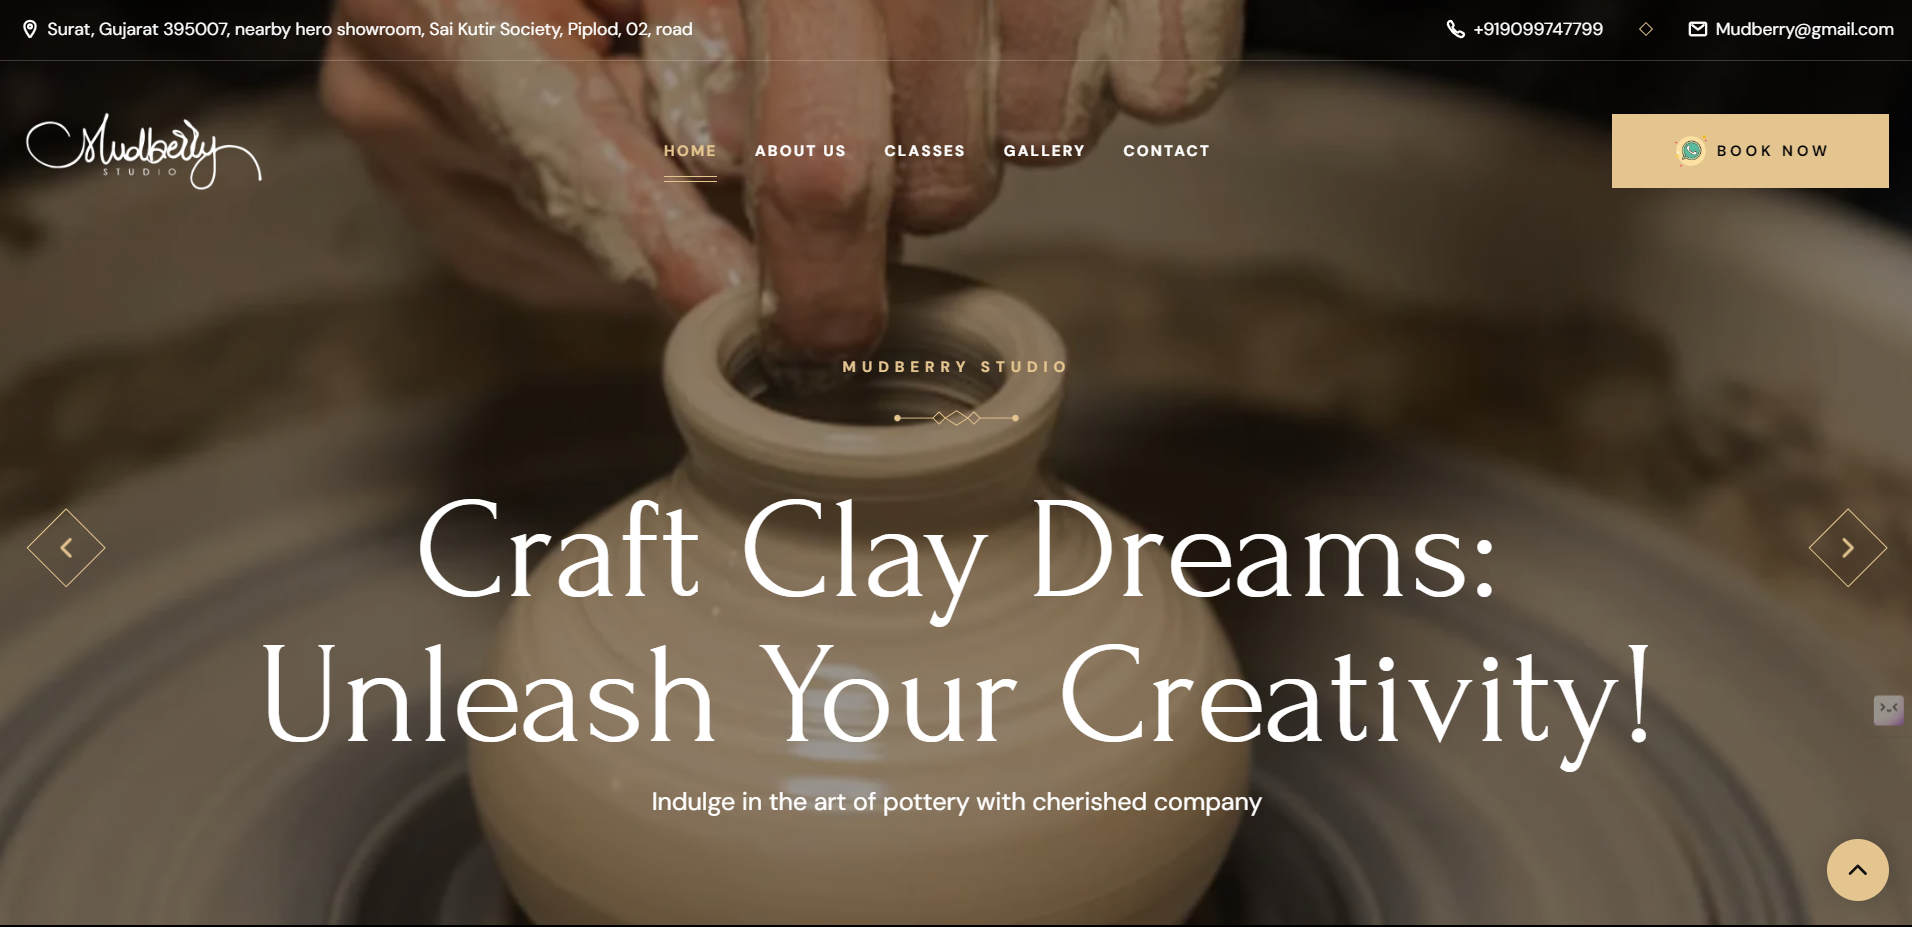 Surat, Gujarat 395007, nearby hero showroom, Sai Kutir Society, Piplod, 02, road
+919099747799
Mudberry@gmail.com
Mudberry
STUDIO
HOME
ABOUT US
CLASSES
GALLERY
CONTACT
BOOK NOW
MUDBERRY STUDIO
Craft Clay Dreams:
Unleash Your Creativity!
Indulge in the art of pottery with cherished company